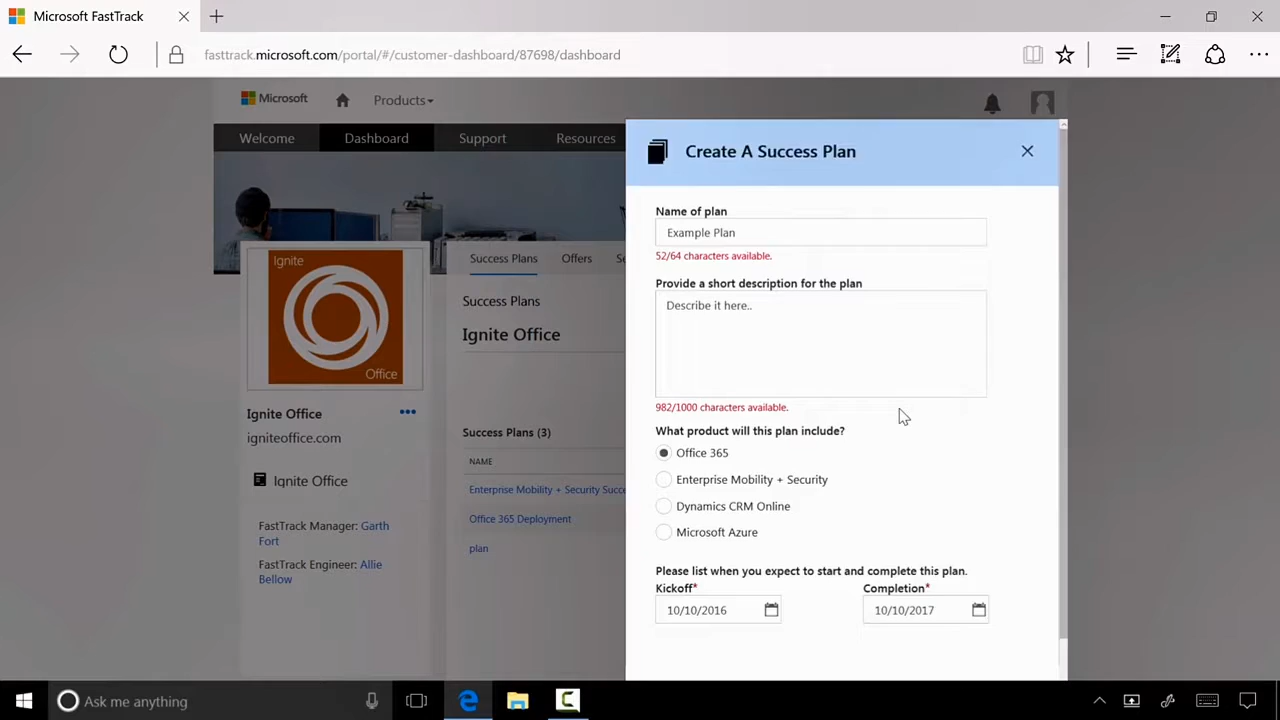 Microsoft FastTrack
fasttrack.microsoft.com/portal/#/customer-dashboard/87698/dashboard
Microsoft
Products
Welcome
Dashboard
Support
Resources
Create A Success Plan
Ignite
Office
Ignite Office
igniteoffice.com
Ignite Office
FastTrack Manager: Garth
Fort
FastTrack Engineer: Allie
Bellow
Success Plans
Offers
Success Plans
Ignite Office
Success Plans (3)
NAME
Enterprise Mobility + Security
Office 365 Deployment
plan
Name of plan
Example Plan
52/64 characters available.
Provide a short description for the plan
Describe it here..
982/1000 characters available.
What product will this plan include?
Office 365
Enterprise Mobility + Security
Dynamics CRM Online
Microsoft Azure
Please list when you expect to start and complete this plan.
Kickoff*
Completion*
10/10/2016
10/10/2017
Ask me anything